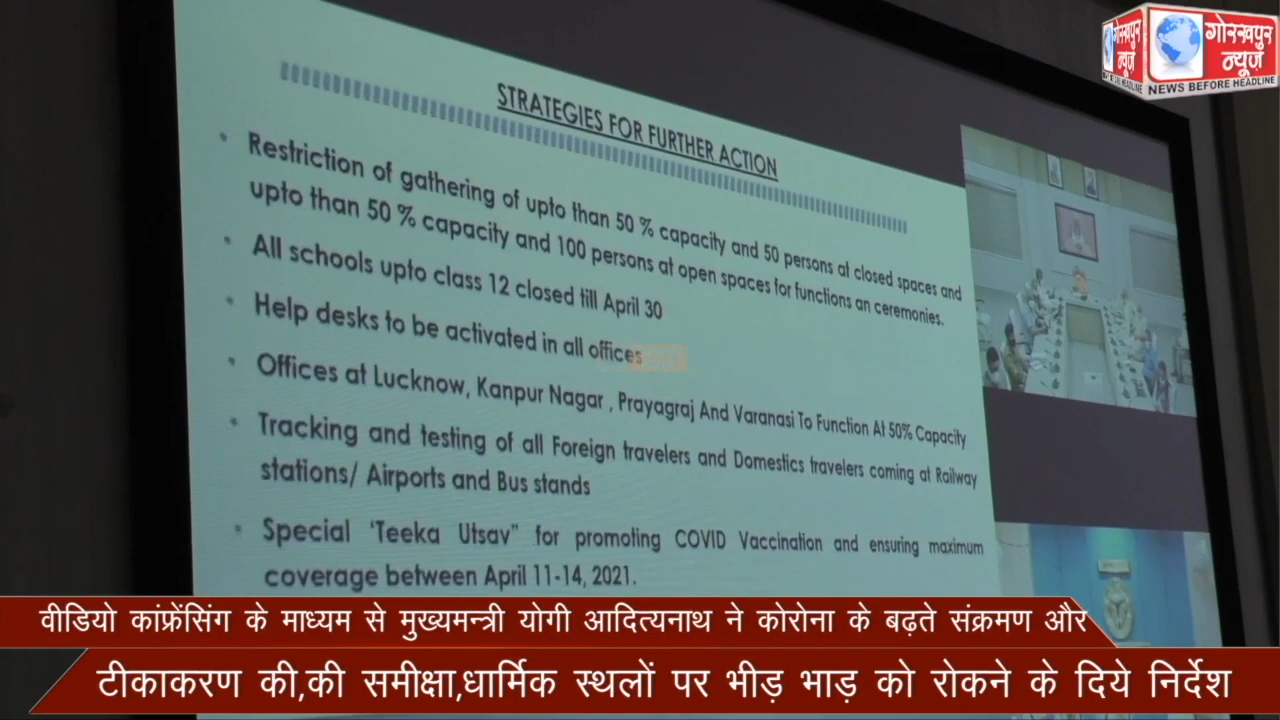 गोरखपुर
न्यूज
गोरखपुर
न्यूज
NEWS BEFORE HEADLINE
STRATEGIES FOR FURTHER ACTION
• Restriction of gathering of upto than 50 % capacity and 50 persons at closed spaces and
upto than 50 % capacity and 100 persons at open spaces for functions an ceremonies.
• All schools upto class 12 closed till April 30
• Help desks to be activated in all offices
• Offices at Lucknow, Kanpur Nagar , Prayagraj And Varanasi To Function At 50% Capacity
• Tracking and testing of all Foreign travelers and Domestics travelers coming at Railway
stations/ Airports and Bus stands
• Special ‘Teeka Utsav” for promoting COVID Vaccination and ensuring maximum
coverage between April 11-14, 2021.
वीडियो कांफ्रेंसिंग के माध्यम से मुख्यमन्त्री योगी आदित्यनाथ ने कोरोना के बढ़ते संक्रमण और
टीकाकरण की,की समीक्षा,धार्मिक स्थलों पर भीड़ भाड़ को रोकने के दिये निर्देश